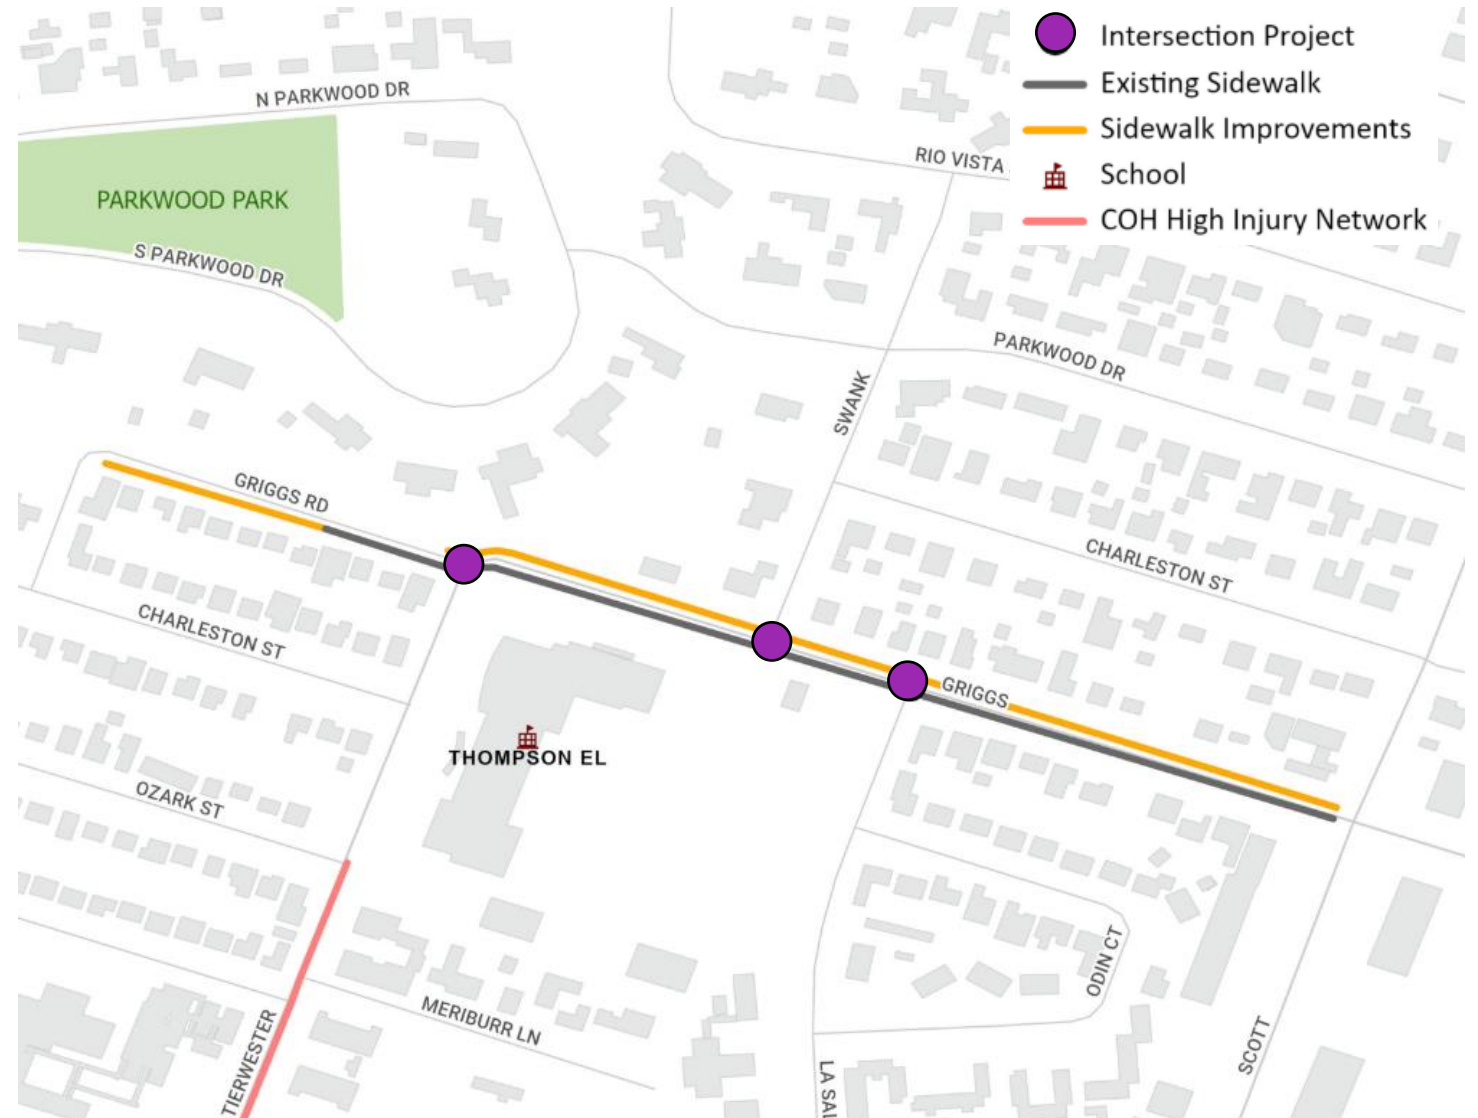 Intersection Project
Existing Sidewalk
Sidewalk Improvements
School
COH High Injury Network
N PARKWOOD DR
RIO VISTA
PARKWOOD PARK
S PARKWOOD DR
PARKWOOD DR
SWANK
GRIGGS RD
CHARLESTON ST
CHARLESTON ST
GRIGGS
THOMPSON EL
OZARK ST
ODIN CT
MERIBURR LN
SCOTT
TIERWESTER
LA SAL